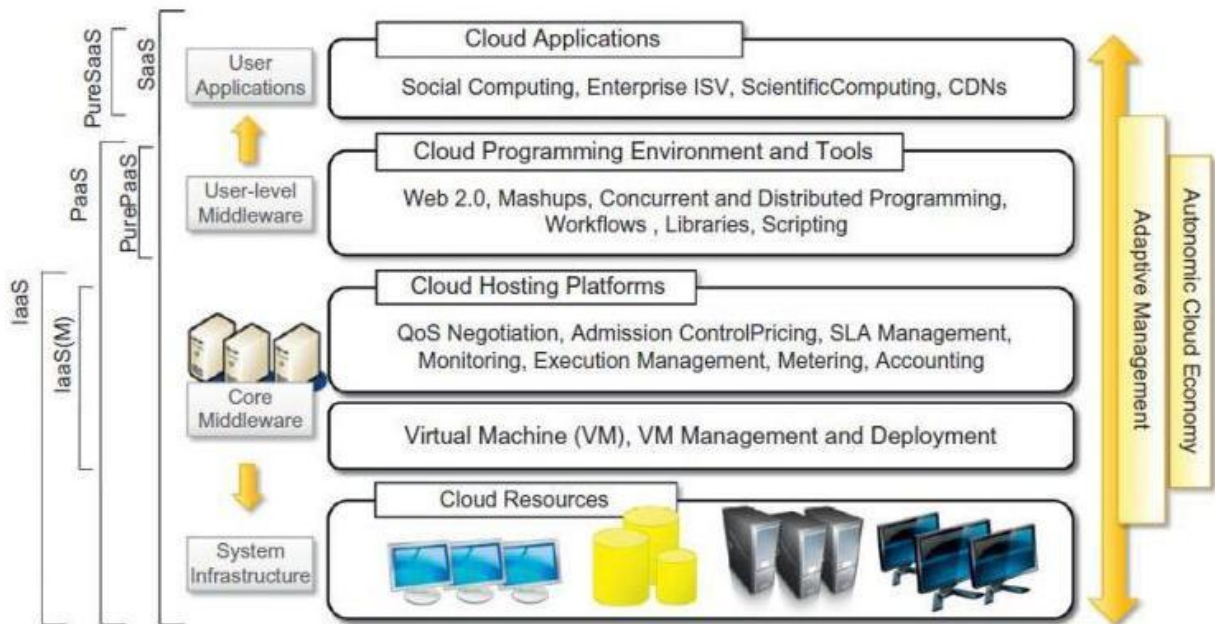 PureSaaS
SaaS
PaaS
PurePaaS
IaaS
IaaS(M)
User
Applications
Cloud Applications
Social Computing, Enterprise ISV, ScientificComputing, CDNs
User-level
Middleware
Cloud Programming Environment and Tools
Web 2.0, Mashups, Concurrent and Distributed Programming,
Workflows , Libraries, Scripting
Cloud Hosting Platforms
QoS Negotiation, Admission ControlPricing, SLA Management,
Monitoring, Execution Management, Metering, Accounting
Core
Middleware
Virtual Machine (VM), VM Management and Deployment
Cloud Resources
System
Infrastructure
Adaptive Management
Autonomic Cloud Economy